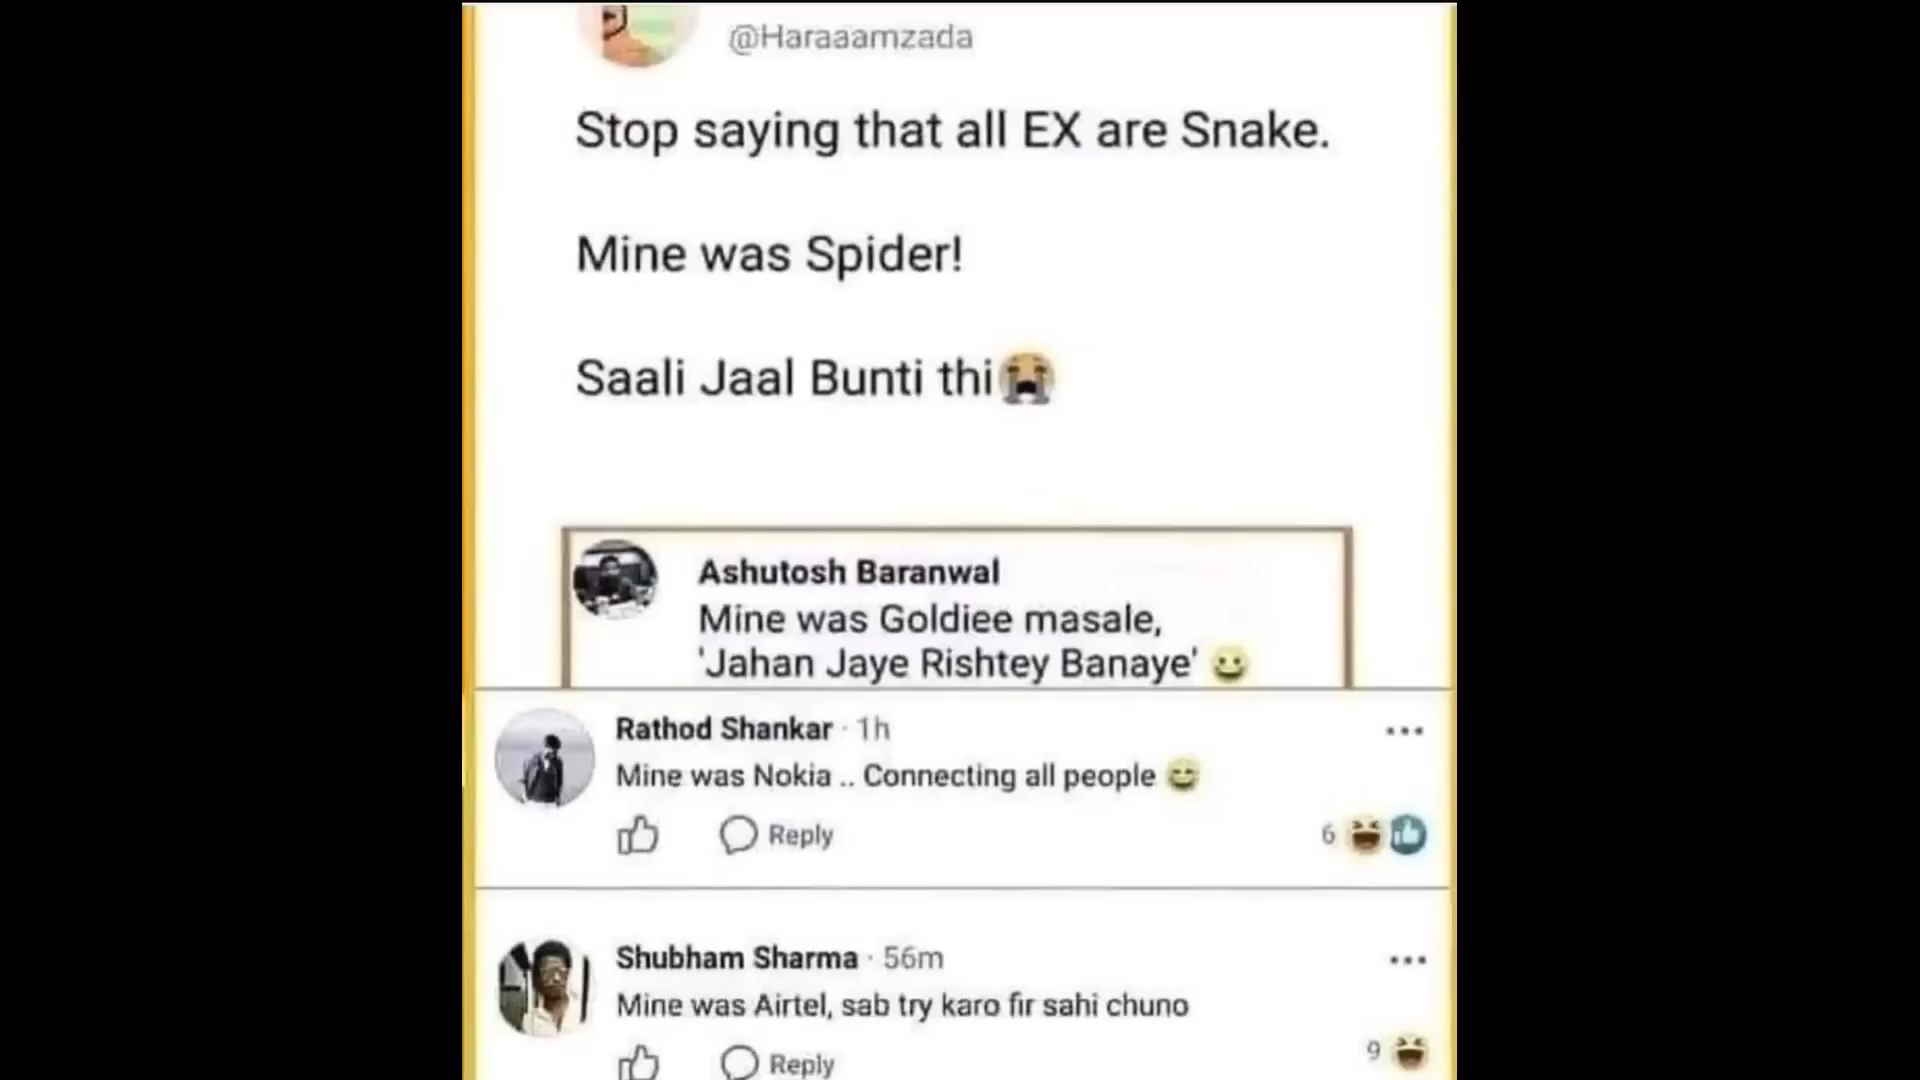 @Haraaamzada
Stop saying that all EX are Snake.
Mine was Spider!
Saali Jaal Bunti thi😭
Ashutosh Baranwal
Mine was Goldiee masale,
'Jahan Jaye Rishtey Banaye' 😀
Rathod Shankar · 1h
Mine was Nokia .. Connecting all people 😄
Reply
6
Shubham Sharma · 56m
Mine was Airtel, sab try karo fir sahi chuno
Reply
9